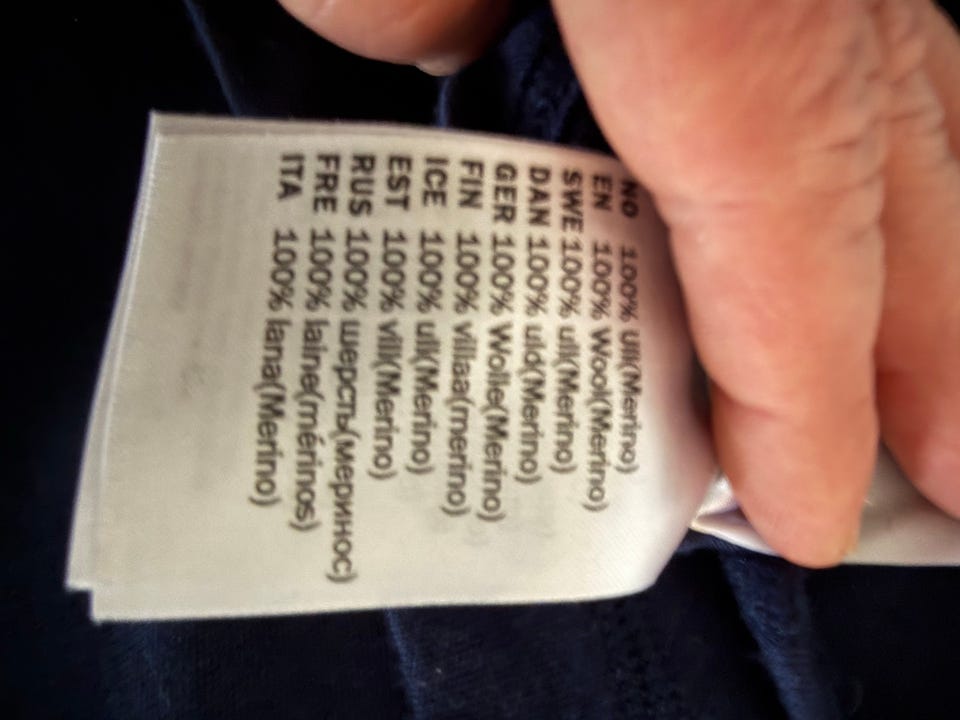 NO 100% Ull(Merino)
EN 100% Wool(Merino)
SWE 100% ull(Merino)
DAN 100% uld(Merino)
GER 100% Wolle(Merino)
FIN 100% villaa(merino)
ICE 100% ull(Merino)
EST 100% vill(Merino)
RUS 100% шерсть(меринос)
FRE 100% laine(mérinos)
ITA 100% lana(Merino)